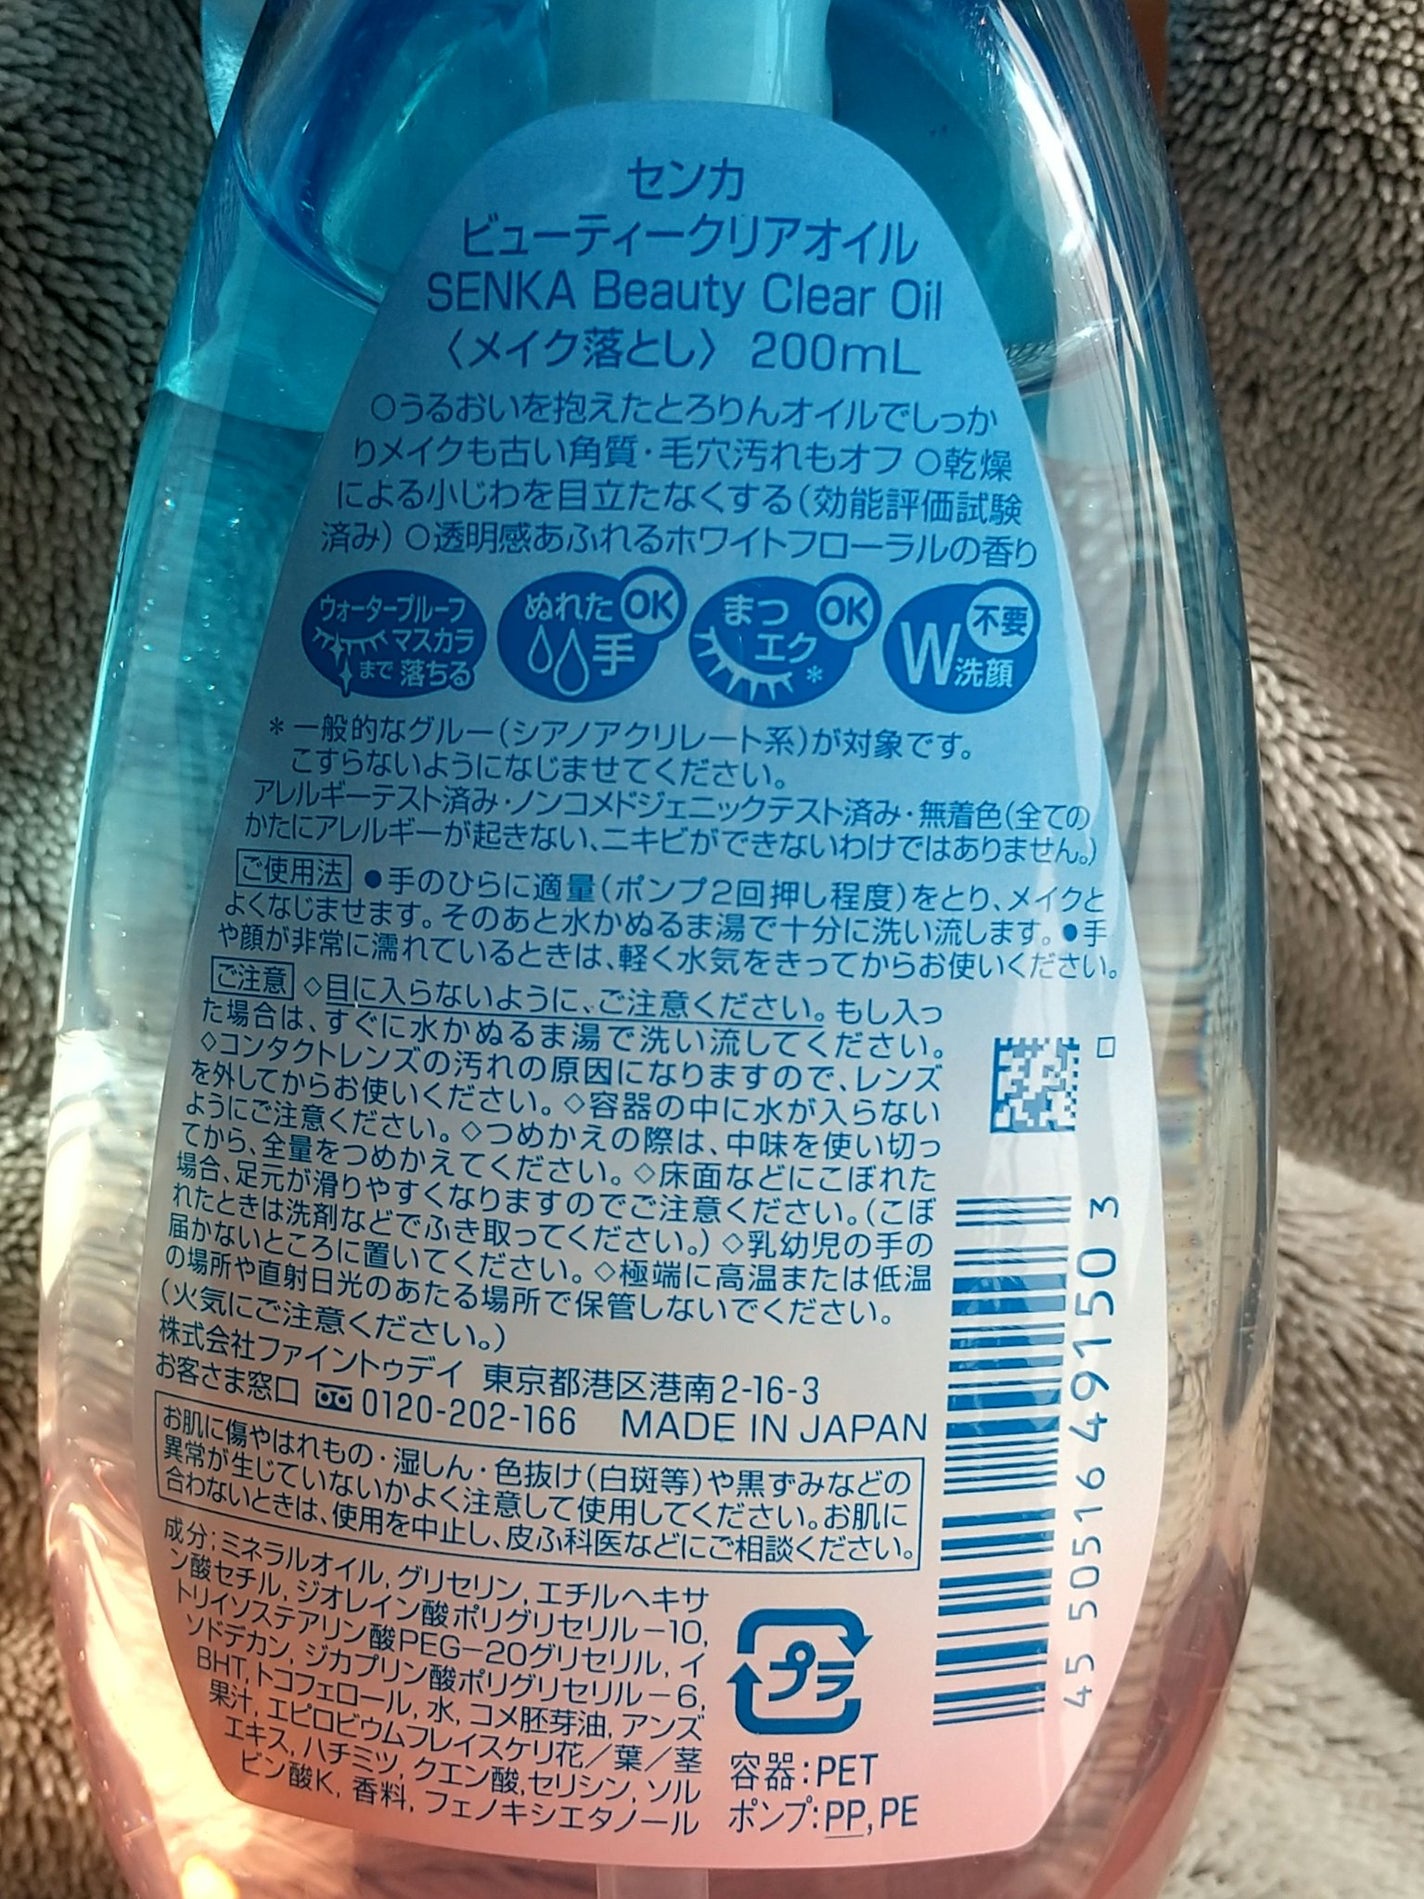 センカ
ビューティークリアオイル
SENKA Beauty Clear Oil
〈メイク落とし〉 200mL
○うるおいを抱えたとろりんオイルでしっか
りメイクも古い角質・毛穴汚れもオフ ○乾燥
による小じわを目立たなくする(効能評価試験
済み) ○透明感あふれるホワイトフローラルの香り
ウォータープルーフ
マスカラ
まで 落ちる
ぬれた
手
OK
まつ
エク*
OK
W洗顔
不要
* 一般的なグルー(シアノアクリレート系)が対象です。
こすらないようになじませてください。
アレルギーテスト済み・ノンコメドジェニックテスト済み・無着色(全ての
かたにアレルギーが起きない、ニキビができないわけではありません。)
ご使用法 ●手のひらに適量(ポンプ2回押し程度)をとり、メイクと
よくなじませます。そのあと水かぬるま湯で十分に洗い流します。●手
や顔が非常に濡れているときは、軽く水気をきってからお使いください。
ご注意 ◇目に入らないように、ご注意ください。もし入っ
た場合は、すぐに水かぬるま湯で洗い流してください。
◇コンタクトレンズの汚れの原因になりますので、レンズ
を外してからお使いください。◇容器の中に水が入らない
ようにご注意ください。◇つめかえの際は、中味を使い切っ
てから、全量をつめかえてください。◇床面などにこぼれた
場合、足元が滑りやすくなりますのでご注意ください。(こぼ
れたときは洗剤などでふき取ってください。)◇乳幼児の手の
届かないところに置いてください。◇極端に高温または低温
の場所や直射日光のあたる場所で保管しないでください。
(火気にご注意ください。)
株式会社ファイントゥデイ 東京都港区港南2-16-3
お客さま窓口 0120-202-166 MADE IN JAPAN
お肌に傷やはれもの・湿しん・色抜け(白斑等)や黒ずみなどの
異常が生じていないかよく注意して使用してください。お肌に
合わないときは、使用を中止し、皮ふ科医などにご相談ください。
成分:ミネラルオイル, グリセリン, エチルヘキサ
ン酸セチル, ジオレイン酸ポリグリセリル−10,
トリイソステアリン酸PEG−20グリセリル, イ
ソドデカン, ジカプリン酸ポリグリセリル−6,
BHT, トコフェロール, 水, コメ胚芽油, アンズ
果汁, エピロビウムフレイスケリ花/葉/茎
エキス, ハチミツ, クエン酸, セリシン, ソル
ビン酸K, 香料, フェノキシエタノール
プラ
容器:PET
ポンプ:PP, PE
45 50516 49150 3